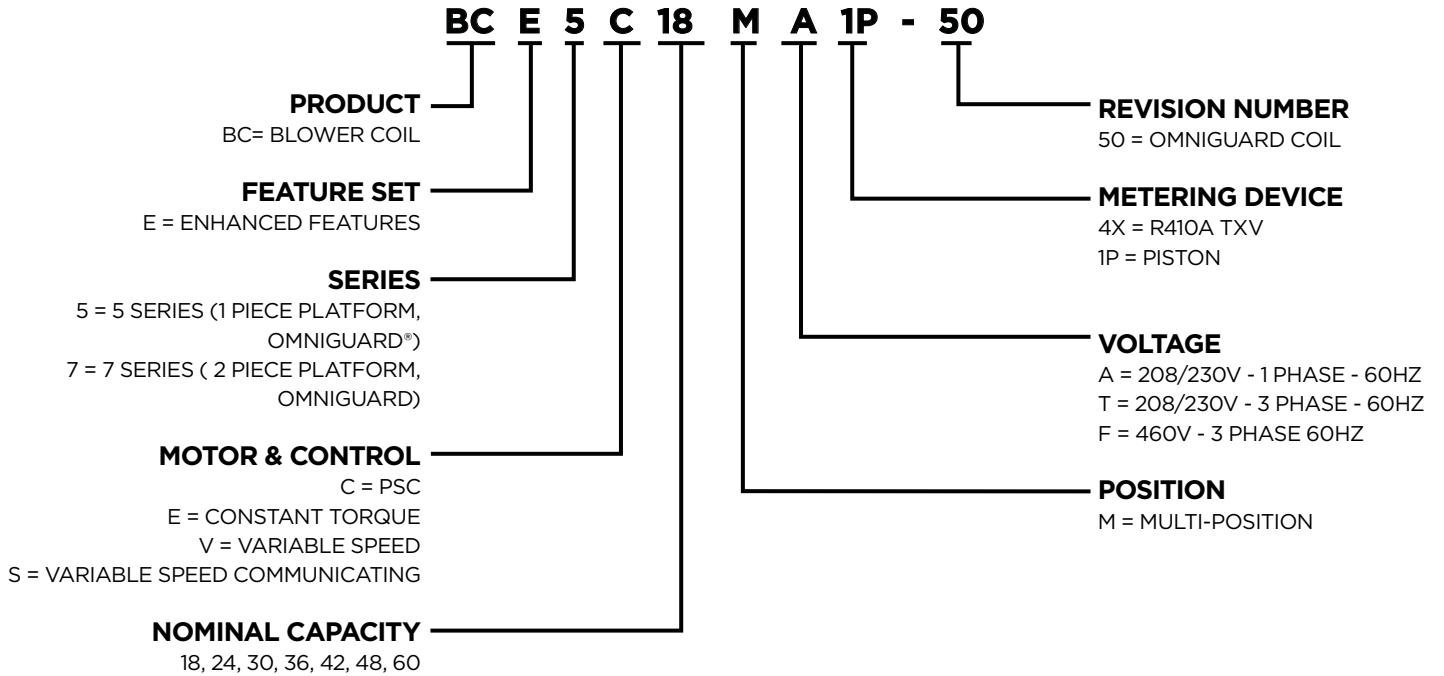 BC E 5 C 18 M A 1P - 50
PRODUCT
BC= BLOWER COIL
FEATURE SET
E = ENHANCED FEATURES
SERIES
5 = 5 SERIES (1 PIECE PLATFORM,
OMNIGUARD®)
7 = 7 SERIES ( 2 PIECE PLATFORM,
OMNIGUARD)
MOTOR & CONTROL
C = PSC
E = CONSTANT TORQUE
V = VARIABLE SPEED
S = VARIABLE SPEED COMMUNICATING
NOMINAL CAPACITY
18, 24, 30, 36, 42, 48, 60
REVISION NUMBER
50 = OMNIGUARD COIL
METERING DEVICE
4X = R410A TXV
1P = PISTON
VOLTAGE
A = 208/230V - 1 PHASE - 60HZ
T = 208/230V - 3 PHASE - 60HZ
F = 460V - 3 PHASE 60HZ
POSITION
M = MULTI-POSITION